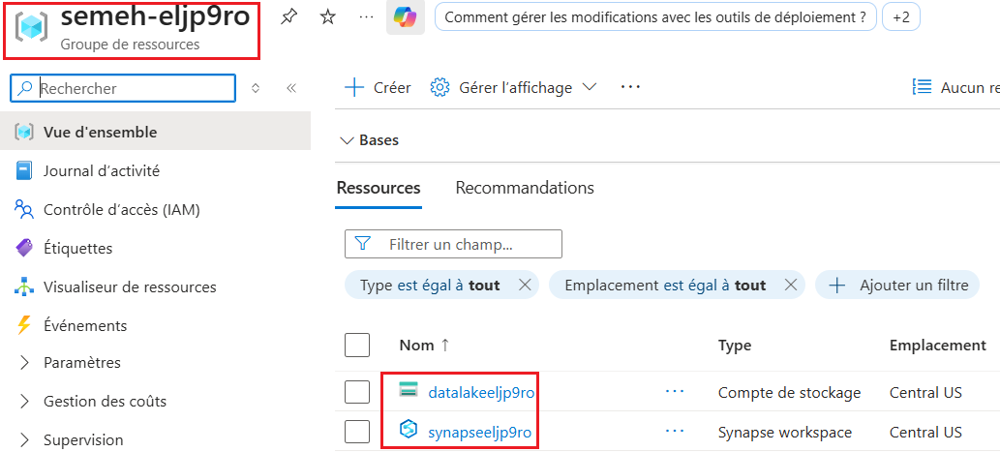 semeh-eljp9ro
Groupe de ressources
Comment gérer les modifications avec les outils de déploiement ?
+2
Rechercher
Créer
Gérer l'affichage
Aucun re
Vue d'ensemble
Bases
Journal d'activité
Ressources
Recommandations
Contrôle d'accès (IAM)
Étiquettes
Filtrer un champ...
Visualiseur de ressources
Type est égal à tout
Emplacement est égal à tout
Ajouter un filtre
Événements
Nom ↑
Type
Emplacement
Paramètres
datalakeeljp9ro
Compte de stockage
Central US
Gestion des coûts
synapseeljp9ro
Synapse workspace
Central US
Supervision